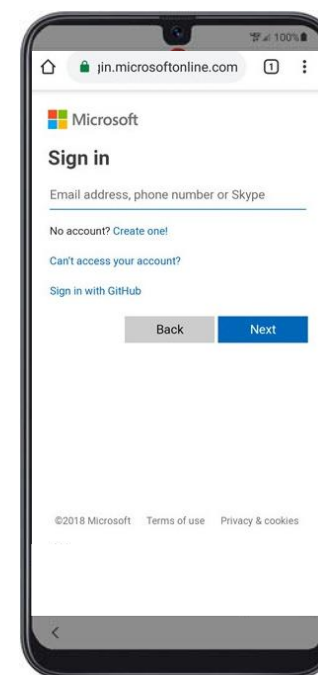 100%
jin.microsoftonline.com 1
Microsoft
Sign in
Email address, phone number or Skype
No account? Create one!
Can't access your account?
Sign in with GitHub
Back Next
©2018 Microsoft Terms of use Privacy & cookies